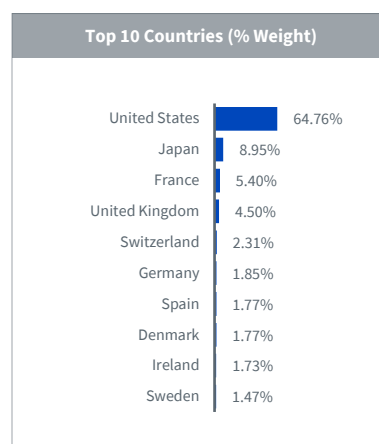 Top 10 Countries (% Weight)
United States 64.76%
Japan 8.95%
France 5.40%
United Kingdom 4.50%
Switzerland 2.31%
Germany 1.85%
Spain 1.77%
Denmark 1.77%
Ireland 1.73%
Sweden 1.47%